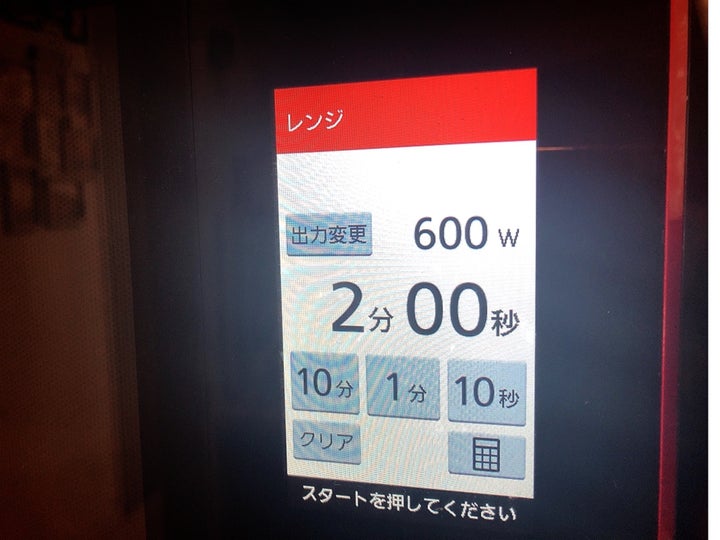 レンジ
出力変更 600 W
2分00秒
10分 1分 10秒
クリア
スタートを押してください